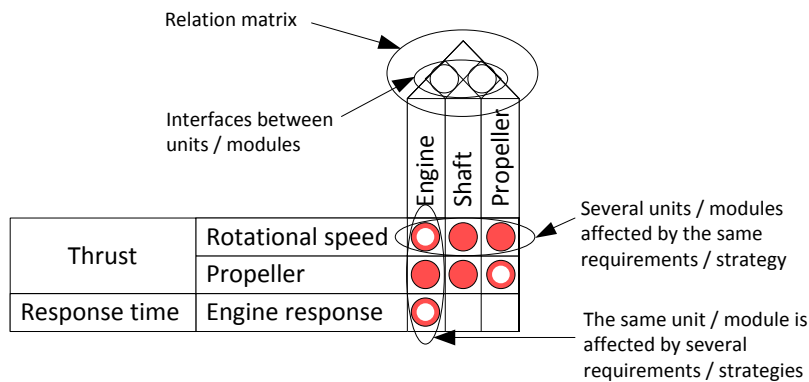 Relation matrix
Interfaces between
units / modules
Engine
Shaft
Propeller
Thrust
Rotational speed
Propeller
Response time
Engine response
Several units / modules
affected by the same
requirements / strategy
The same unit / module is
affected by several
requirements / strategies